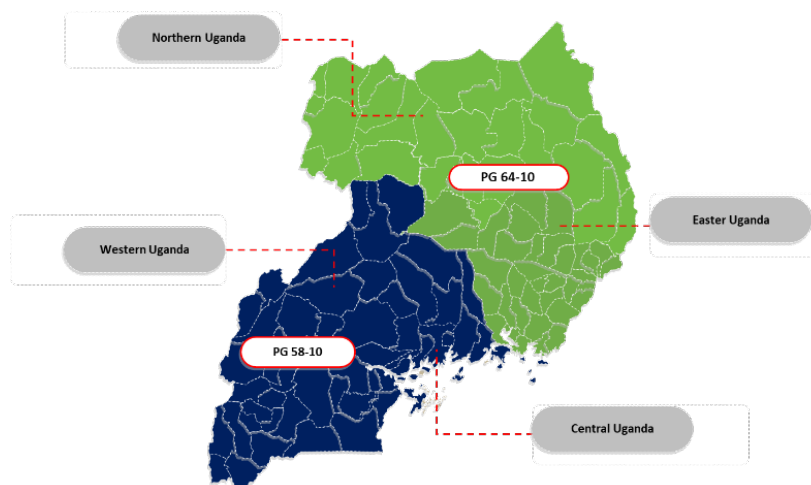 Northern Uganda
PG 64-10
Easter Uganda
Western Uganda
PG 58-10
Central Uganda